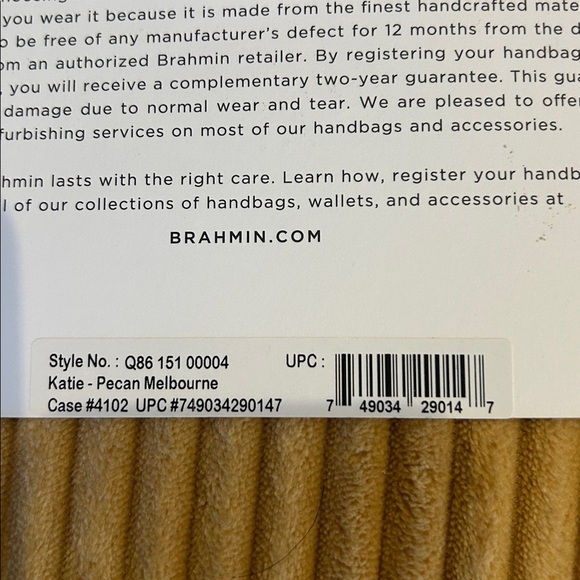 you wear it because it is made from the finest handcrafted
be free of any manufacturer's defect for 12 months from the
an authorized Brahmin retailer. By registering your handbag
, you will receive a complementary two-year guarantee. This
damage due to normal wear and tear. We are pleased to
furbishing services on most of our handbags and accessories.
hmin lasts with the right care. Learn how, register your handb
of our collections of handbags, wallets, and accessories at
BRAHMIN.COM
Style No. : Q86 151 00004 UPC :
Katie - Pecan Melbourne
Case #4102 UPC #749034290147 7 49034 29014 7